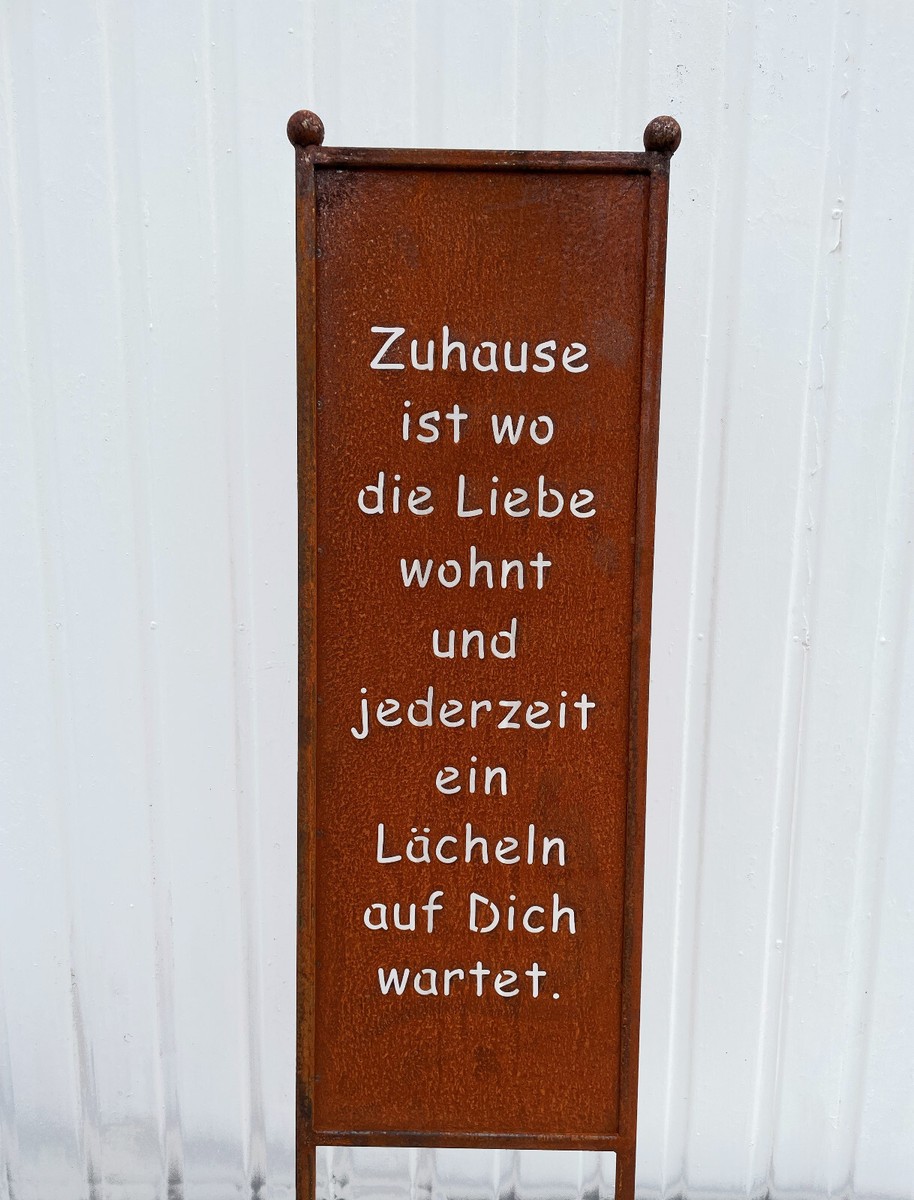 Zuhause
ist wo
die Liebe
wohnt
und
jederzeit
ein
Lächeln
auf Dich
wartet.